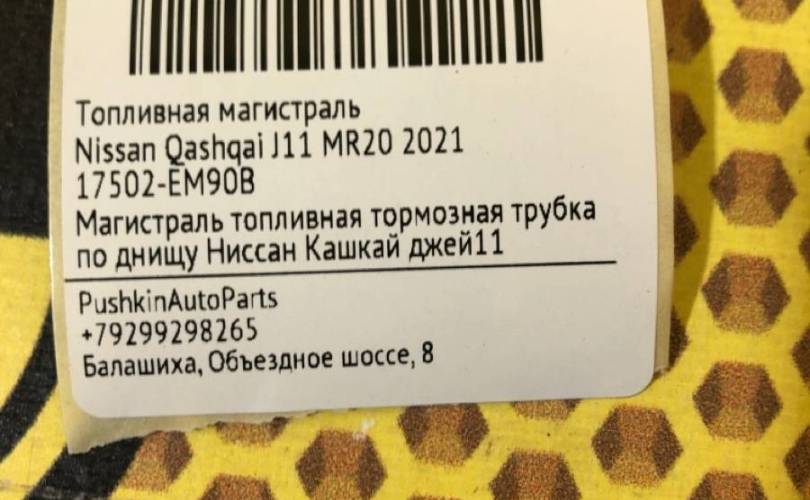 Топливная магистраль
Nissan Qashqai J11 MR20 2021
17502-EM90B
Магистраль топливная тормозная трубка
по днищу Ниссан Кашкай джей11
PushkinAutoParts
+79299298265
Балашиха, Объездное шоссе, 8